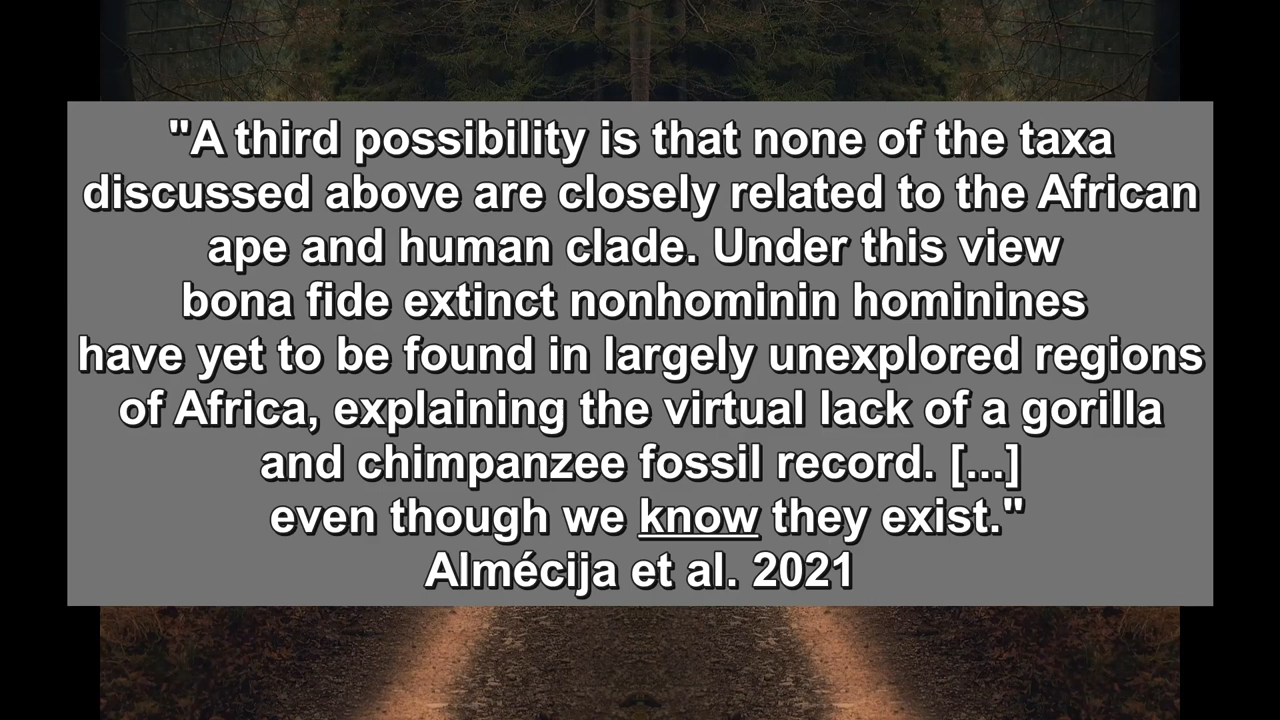 "A third possibility is that none of the taxa
discussed above are closely related to the African
ape and human clade. Under this view
bona fide extinct nonhominin hominines
have yet to be found in largely unexplored regions
of Africa, explaining the virtual lack of a gorilla
and chimpanzee fossil record. [...]
even though we know they exist."
Almécija et al. 2021